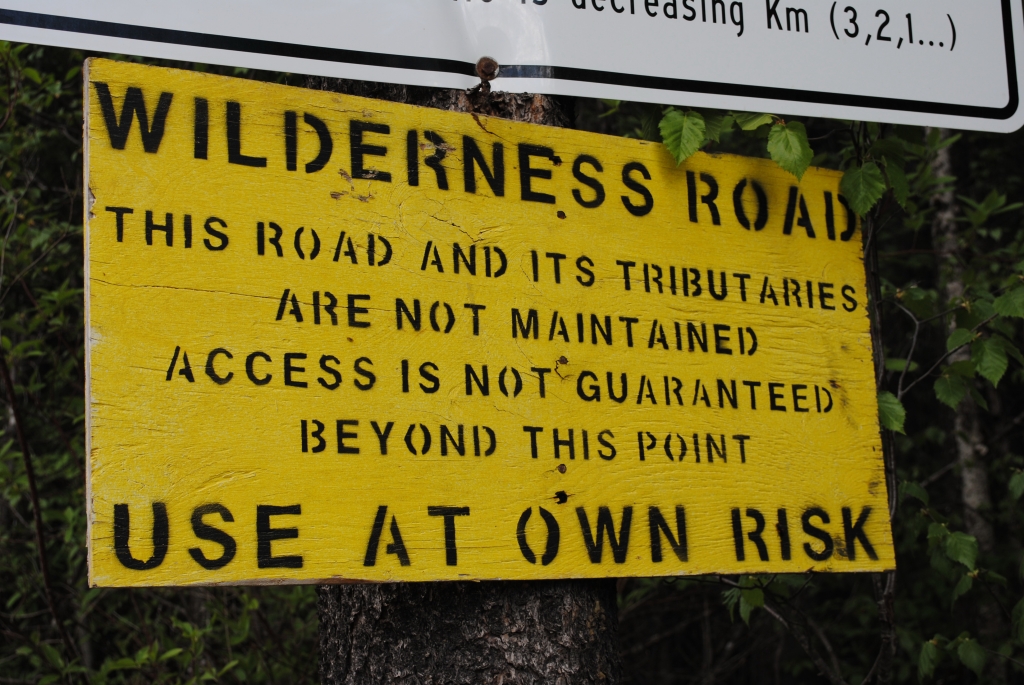 is decreasing Km (3,2,1...)
WILDERNESS ROAD
THIS ROAD AND ITS TRIBUTARIES
ARE NOT MAINTAINED
ACCESS IS NOT GUARANTEED
BEYOND THIS POINT
USE AT OWN RISK